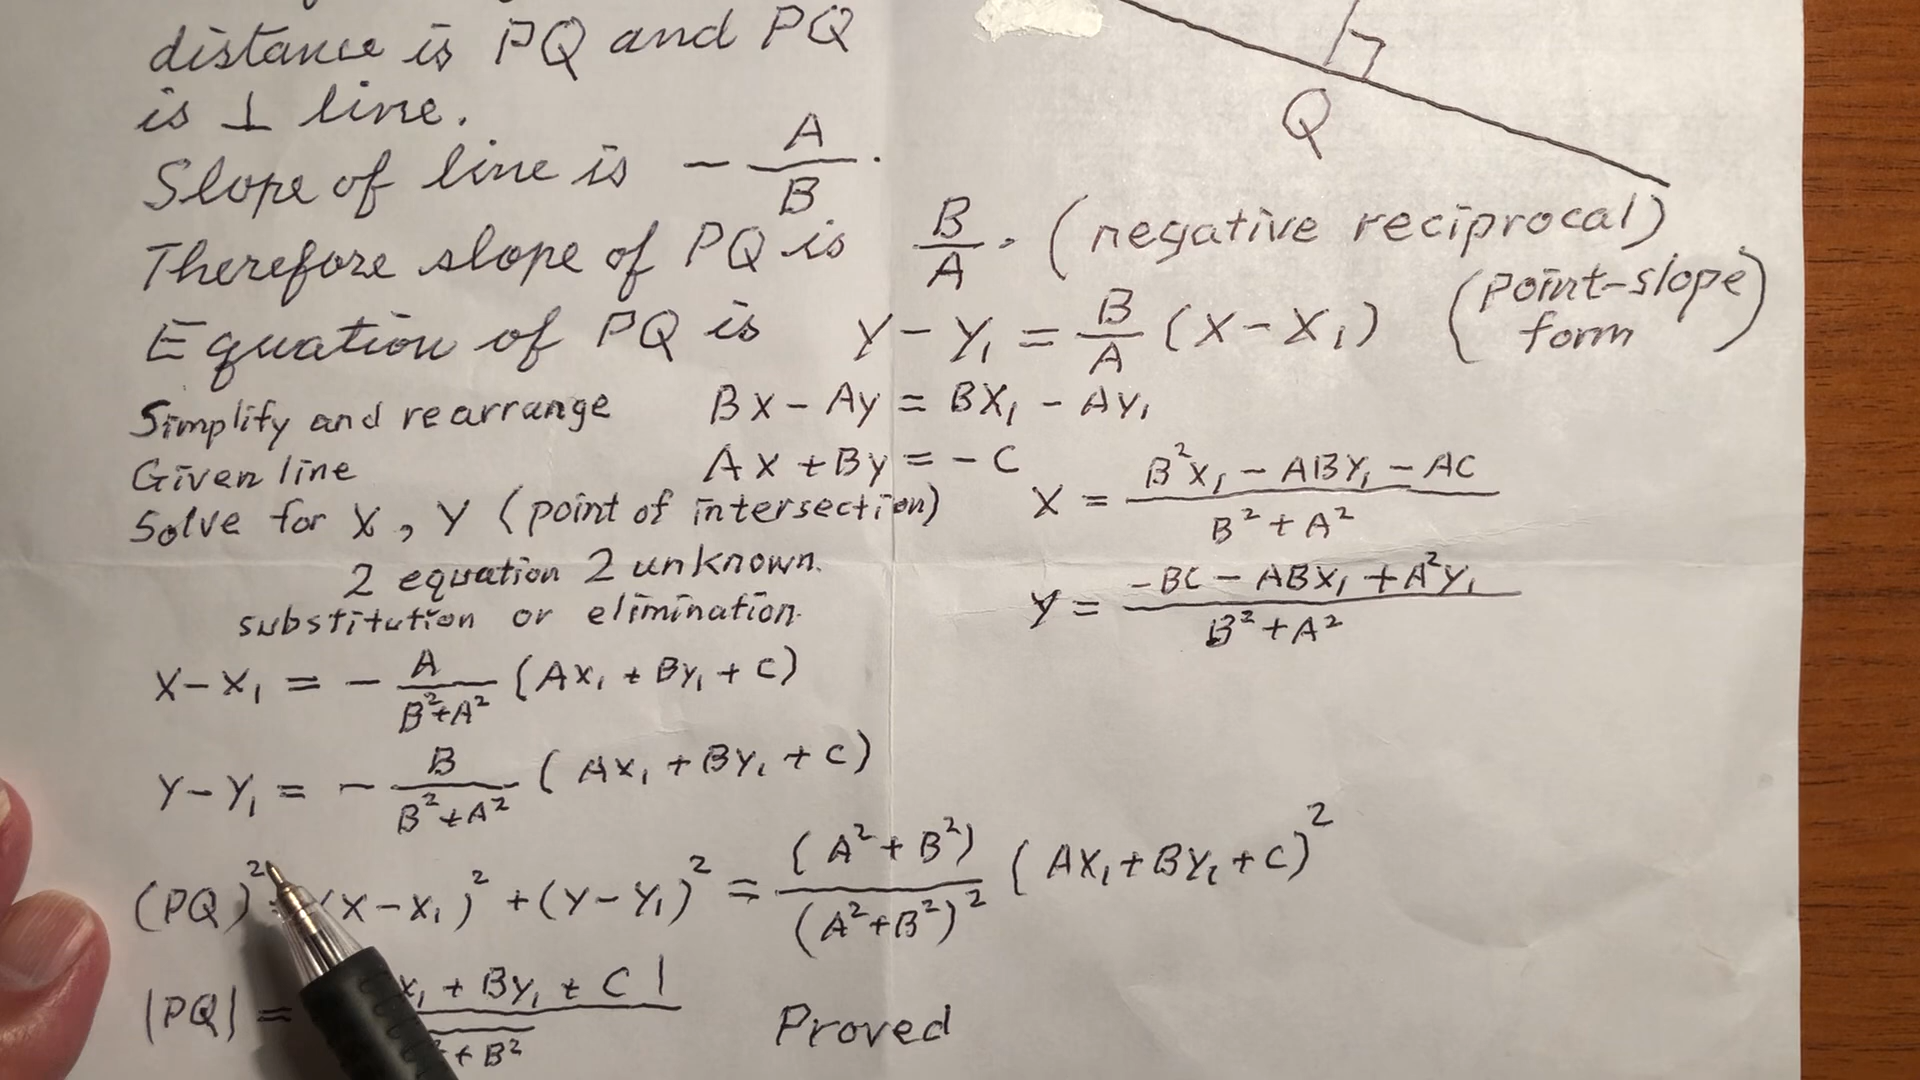 distance is PQ and PQ
is ⊥ line.
Q
Slope of line is - A/B.
Therefore slope of PQ is B/A. (negative reciprocal)
Equation of PQ is Y - Y₁ = B/A (X - X₁) (point-slope form)
Simplify and rearrange Bx - Ay = BX₁ - AY₁
Given line Ax + By = - C
Solve for X, Y (point of intersection)
X = (B²X₁ - ABY₁ - AC)/(B² + A²)
2 equation 2 unknown.
substitution or elimination.
Y = (-BC - ABX₁ + A²Y₁)/(B² + A²)
X - X₁ = - A/(B²+A²) (AX₁ + By₁ + C)
Y - Y₁ = - B/(B²+A²) (AX₁ + BY₁ + C)
(PQ)² = (X - X₁)² + (Y - Y₁)² = (A² + B²)/(A²+B²)² (AX₁ + BY₁ + C)²
|PQ| = x₁ + By₁ + C | + B² Proved